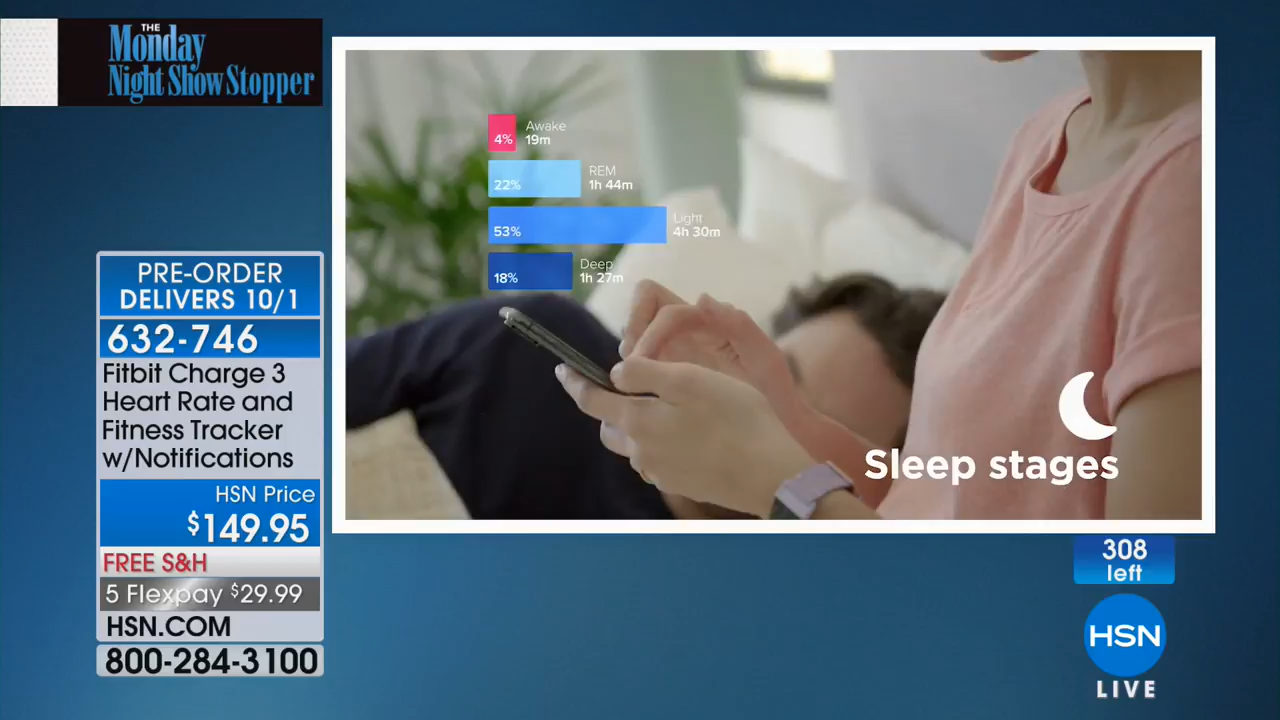 THE
Monday
Night Show Stopper
4%
Awake
19m
22%
REM
1h 44m
53%
Light
4h 30m
18%
Deep
1h 27m
Sleep stages
PRE-ORDER
DELIVERS 10/1
632-746
Fitbit Charge 3
Heart Rate and
Fitness Tracker
w/Notifications
HSN Price
$149.95
FREE S&H
5 Flexpay $29.99
HSN.COM
800-284-3100
308
left
HSN
LIVE